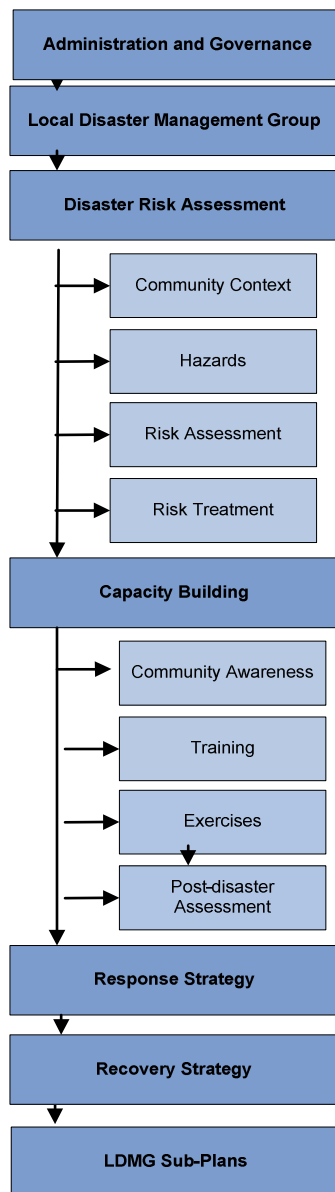 Administration and Governance
Local Disaster Management Group
Disaster Risk Assessment
Community Context
Hazards
Risk Assessment
Risk Treatment
Capacity Building
Community Awareness
Training
Exercises
Post-disaster
Assessment
Response Strategy
Recovery Strategy
LDMG Sub-Plans